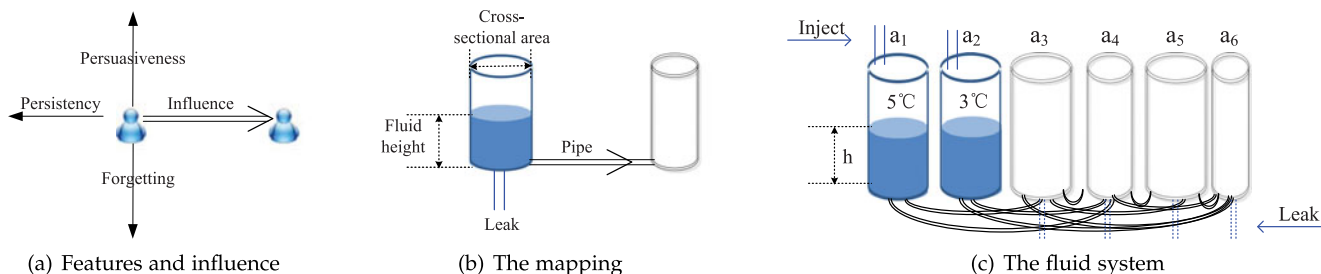 Persuasiveness
Persistency
Influence
Forgetting
(a) Features and influence
Cross-
sectional area
Fluid
height
Pipe
Leak
(b) The mapping
Inject
a₁ a₂ a₃ a₄ a₅ a₆
5℃ 3℃
h
Leak
(c) The fluid system